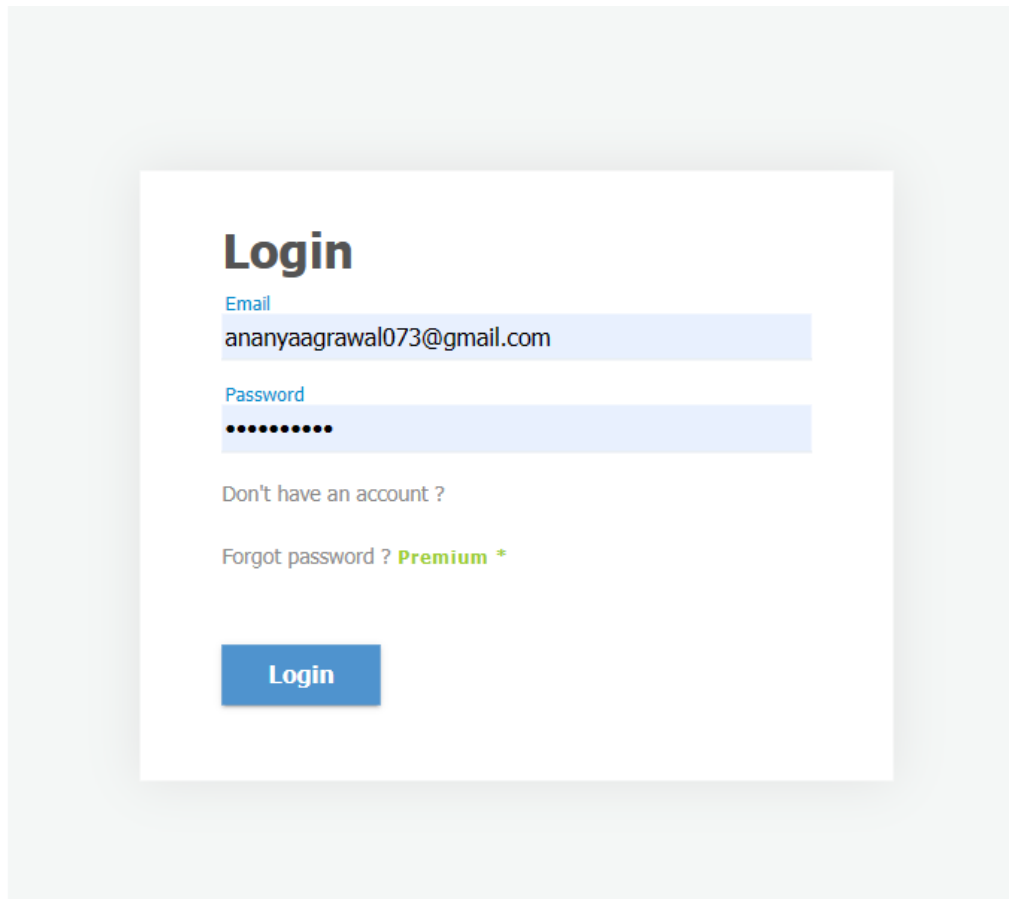 Login
Email
ananyaagrawal073@gmail.com
Password
••••••••••
Don't have an account ?
Forgot password ? Premium *
Login